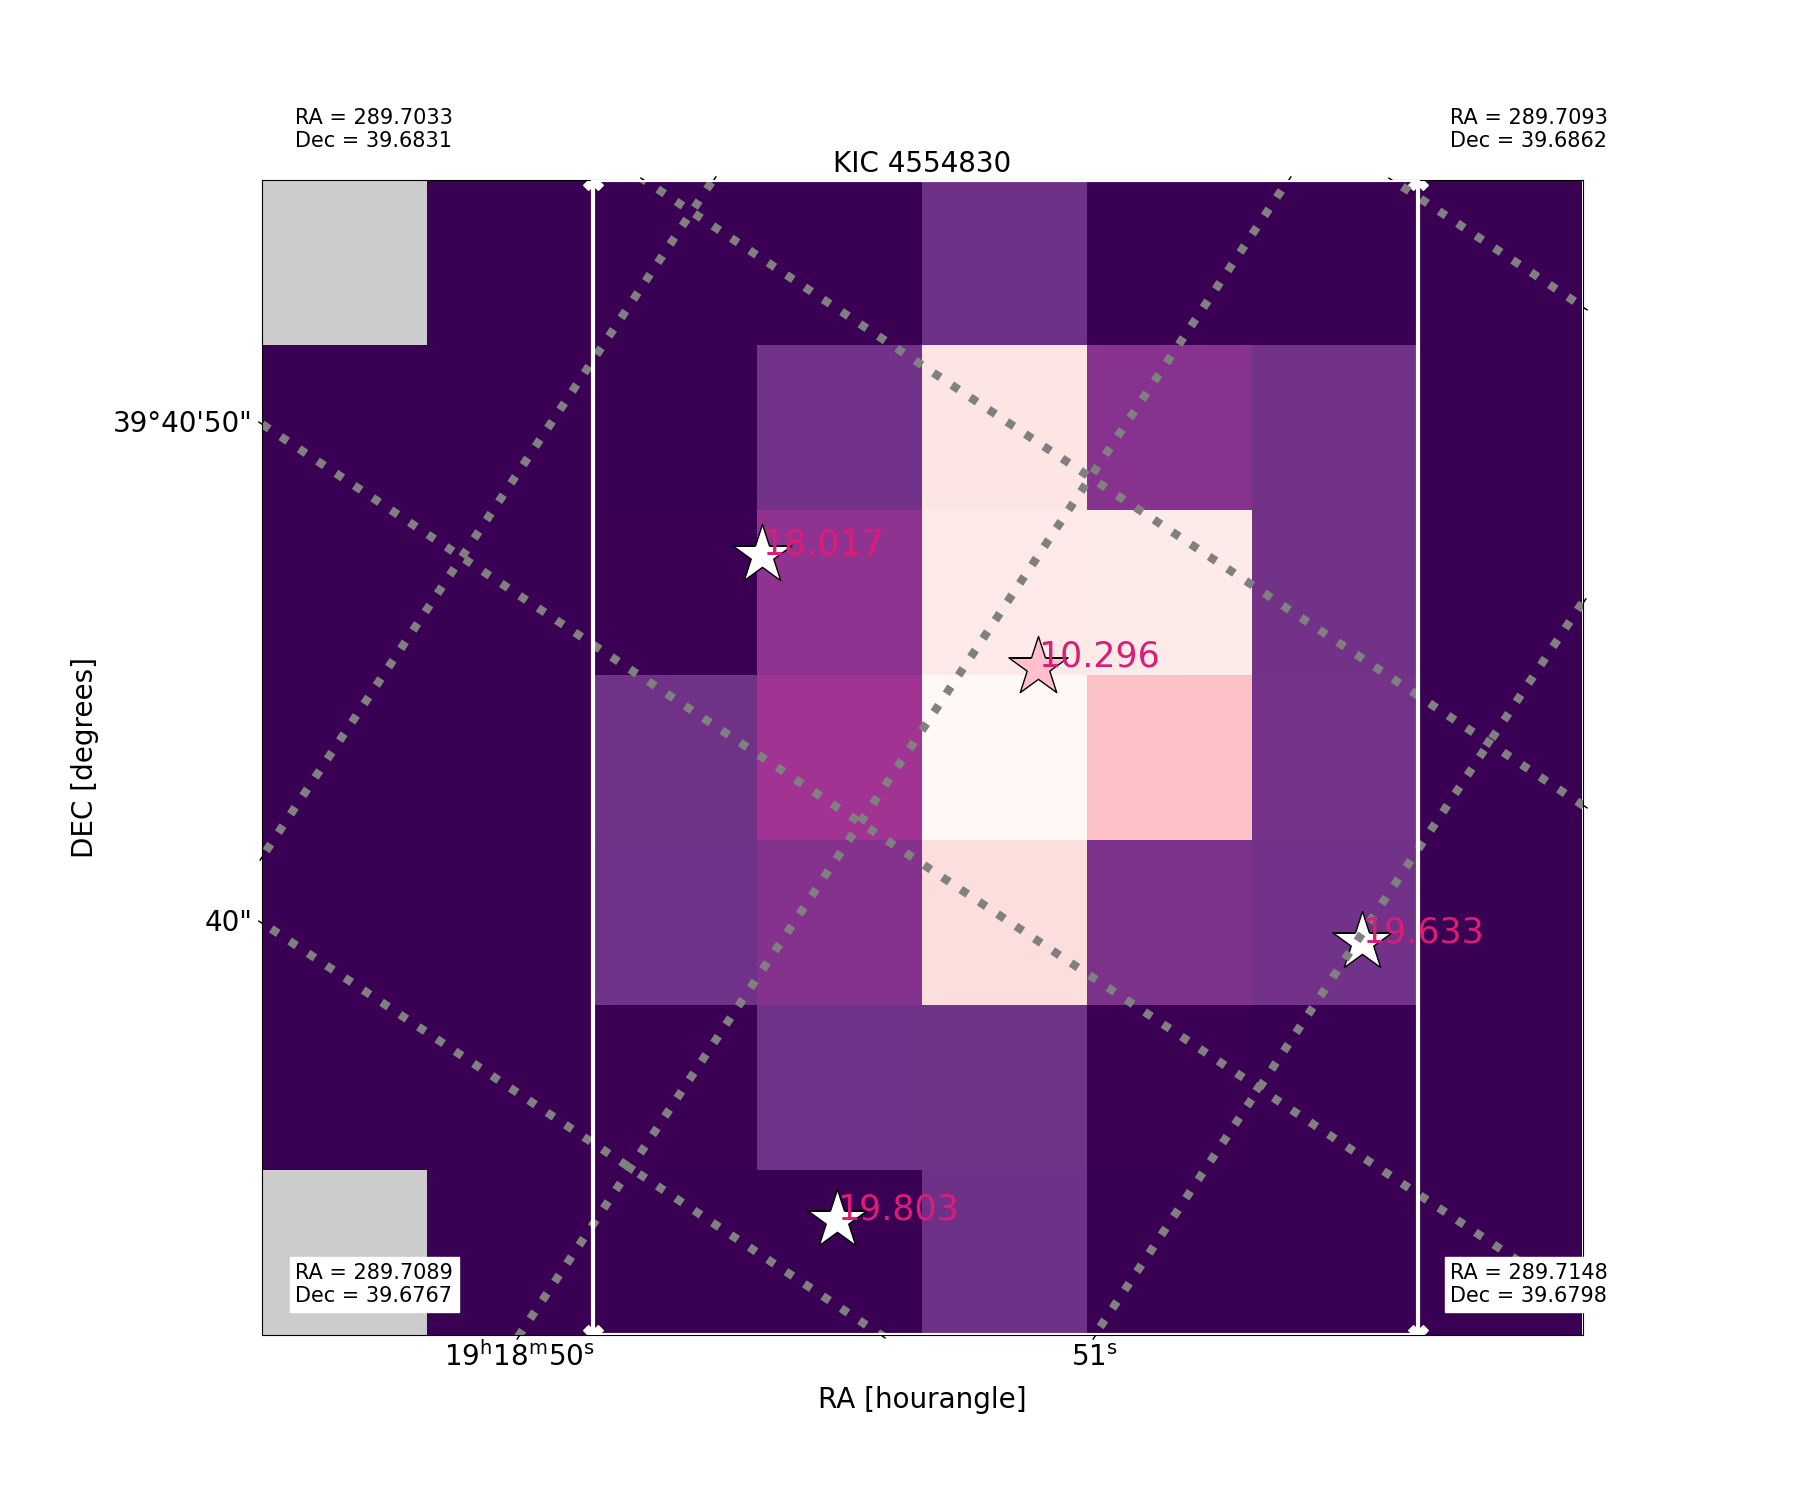 RA = 289.7033
Dec = 39.6831
RA = 289.7093
Dec = 39.6862
KIC 4554830
39°40'50"
18.017
10.296
DEC [degrees]
40"
19.633
19.803
RA = 289.7089
Dec = 39.6767
RA = 289.7148
Dec = 39.6798
19ʰ18ᵐ50ˢ
51ˢ
RA [hourangle]